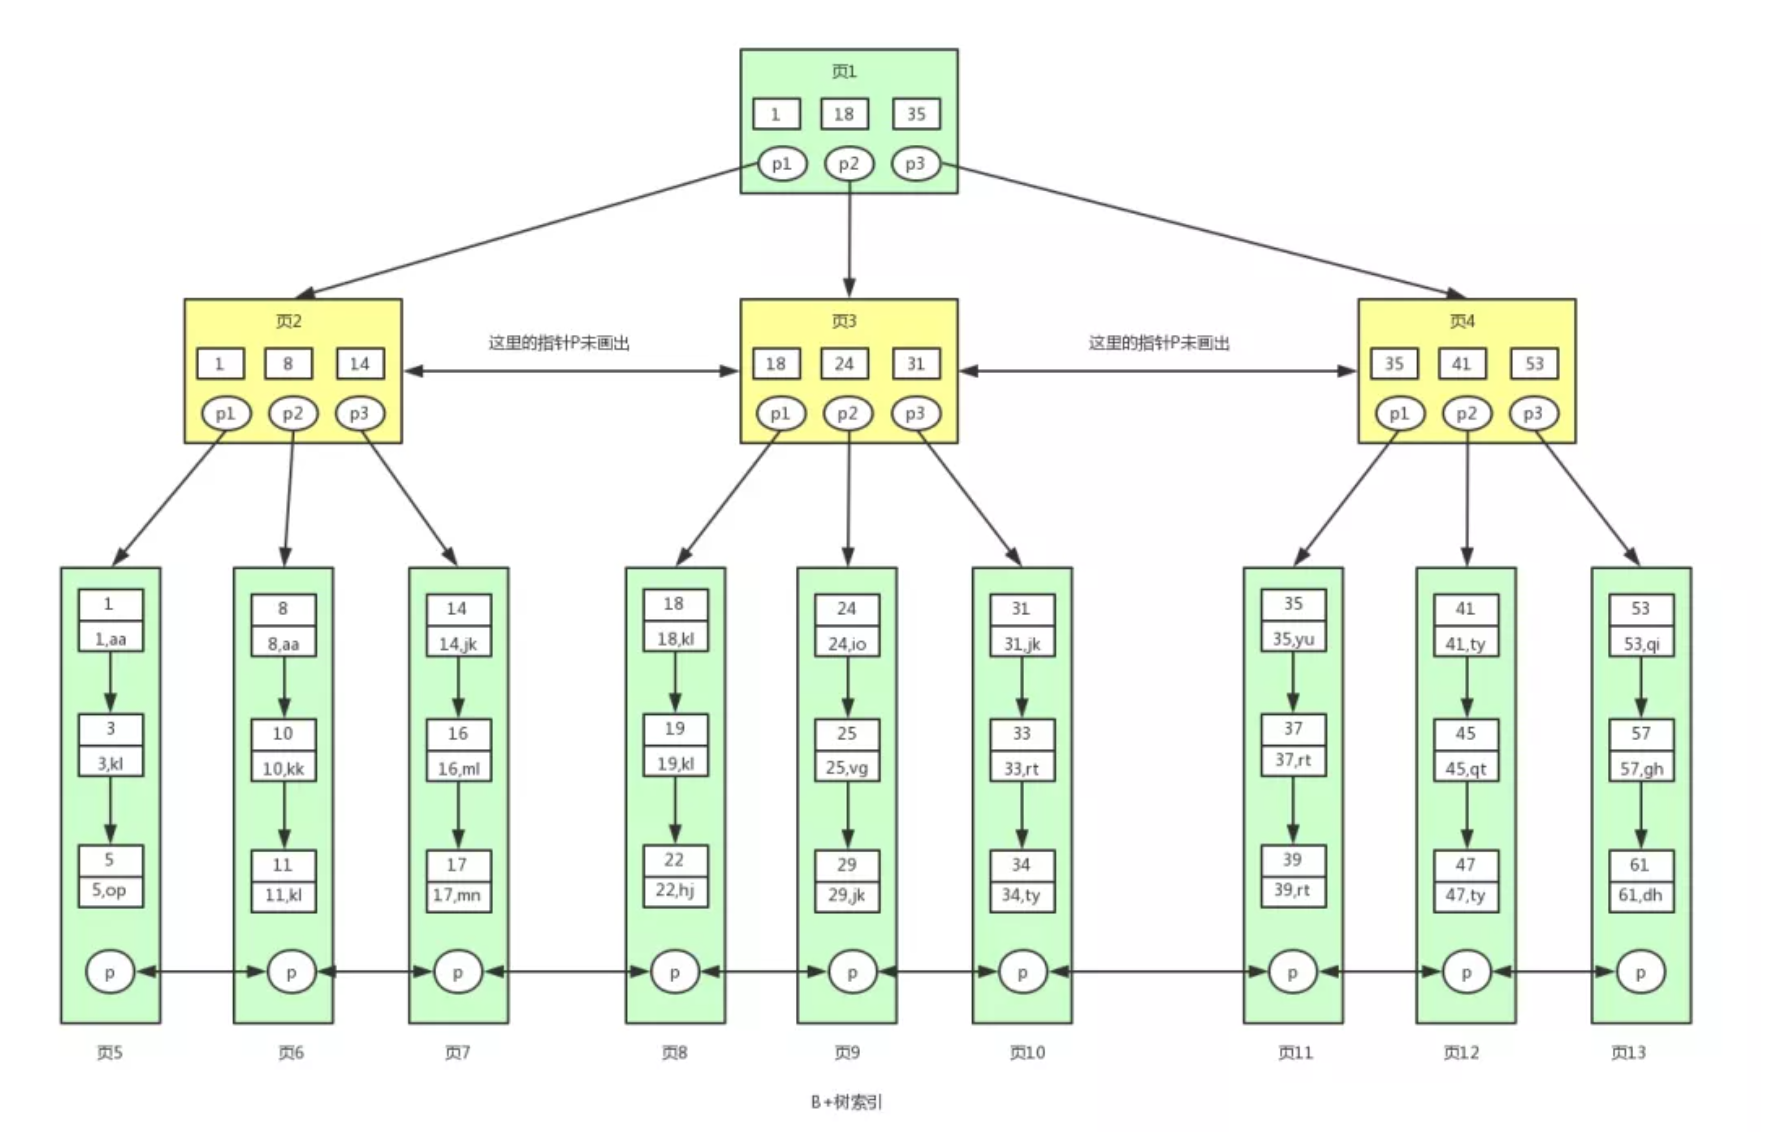 页1
1 18 35
p1 p2 p3
页2 页3 页4
这里的指针P未画出 这里的指针P未画出
1 8 14 18 24 31 35 41 53
p1 p2 p3 p1 p2 p3 p1 p2 p3
1 8 14 18 24 31 35 41 53
1,aa 8,aa 14,jk 18,kl 24,io 31,jk 35,yu 41,ty 53,qi
3 10 16 19 25 33 37 45 57
3,kl 10,kk 16,ml 19,kl 25,vg 33,rt 37,rt 45,qt 57,gh
5 11 17 22 29 34 39 47 61
5,op 11,kl 17,mn 22,hj 29,jk 34,ty 39,rt 47,ty 61,dh
p p p p p p p p p
页5 页6 页7 页8 页9 页10 页11 页12 页13
B+树索引